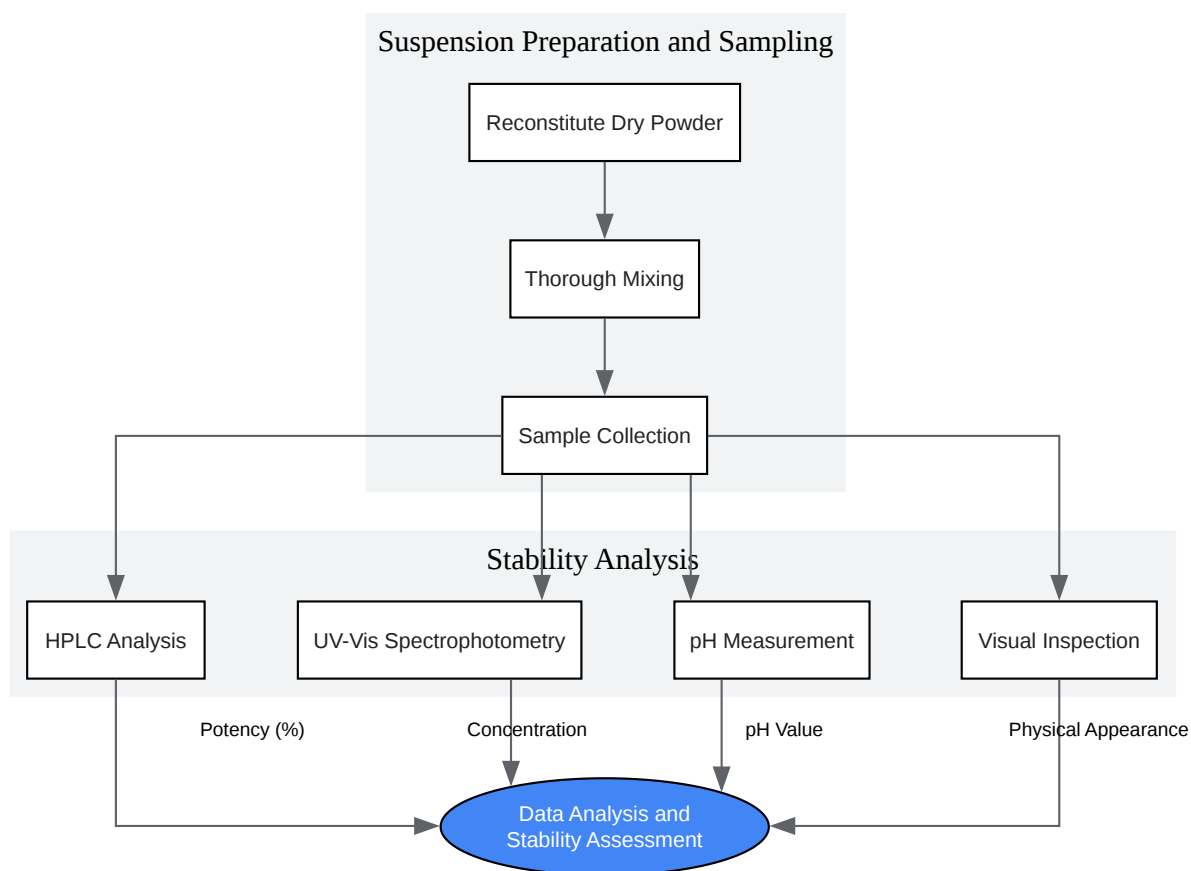 Suspension Preparation and Sampling
Reconstitute Dry Powder
Thorough Mixing
Sample Collection
Stability Analysis
HPLC Analysis
UV-Vis Spectrophotometry
pH Measurement
Visual Inspection
Potency (%)
Concentration
pH Value
Physical Appearance
Data Analysis and
Stability Assessment